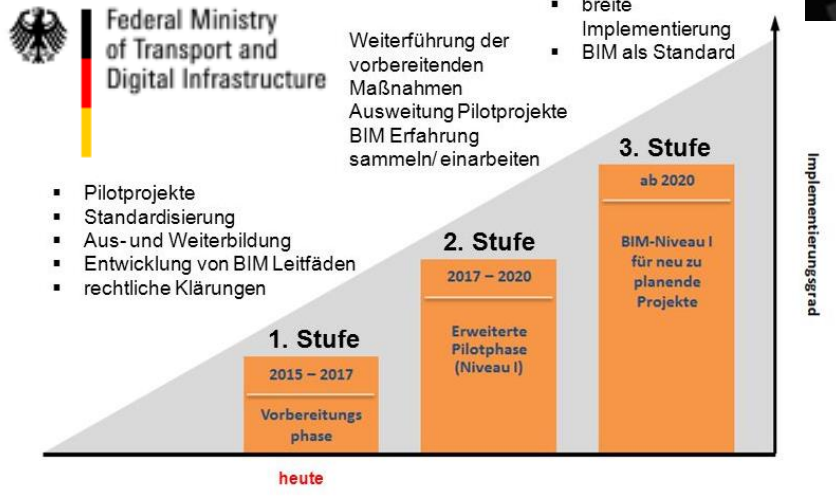 Federal Ministry
of Transport and
Digital Infrastructure
Weiterführung der
vorbereitenden
Maßnahmen
Ausweitung Pilotprojekte
BIM Erfahrung
sammeln/ einarbeiten
▪ breite
Implementierung
▪ BIM als Standard
▪ Pilotprojekte
▪ Standardisierung
▪ Aus- und Weiterbildung
▪ Entwicklung von BIM Leitfäden
▪ rechtliche Klärungen
1. Stufe
2015 – 2017
Vorbereitungs
phase
2. Stufe
2017 – 2020
Erweiterte
Pilotphase
(Niveau I)
3. Stufe
ab 2020
BIM-Niveau I
für neu zu
planende
Projekte
Implementierungsgrad
heute